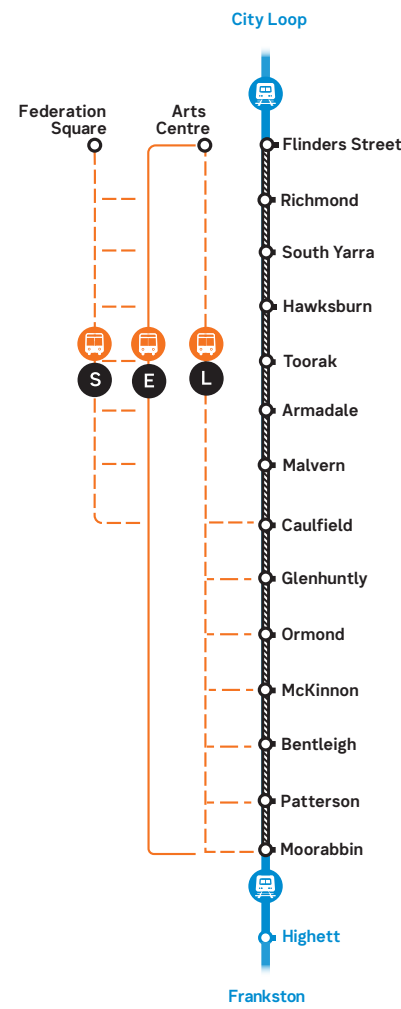 City Loop
Federation
Square
Arts
Centre
Flinders Street
Richmond
South Yarra
Hawksburn
Toorak
S
E
L
Armadale
Malvern
Caulfield
Glenhuntly
Ormond
McKinnon
Bentleigh
Patterson
Moorabbin
Highett
Frankston